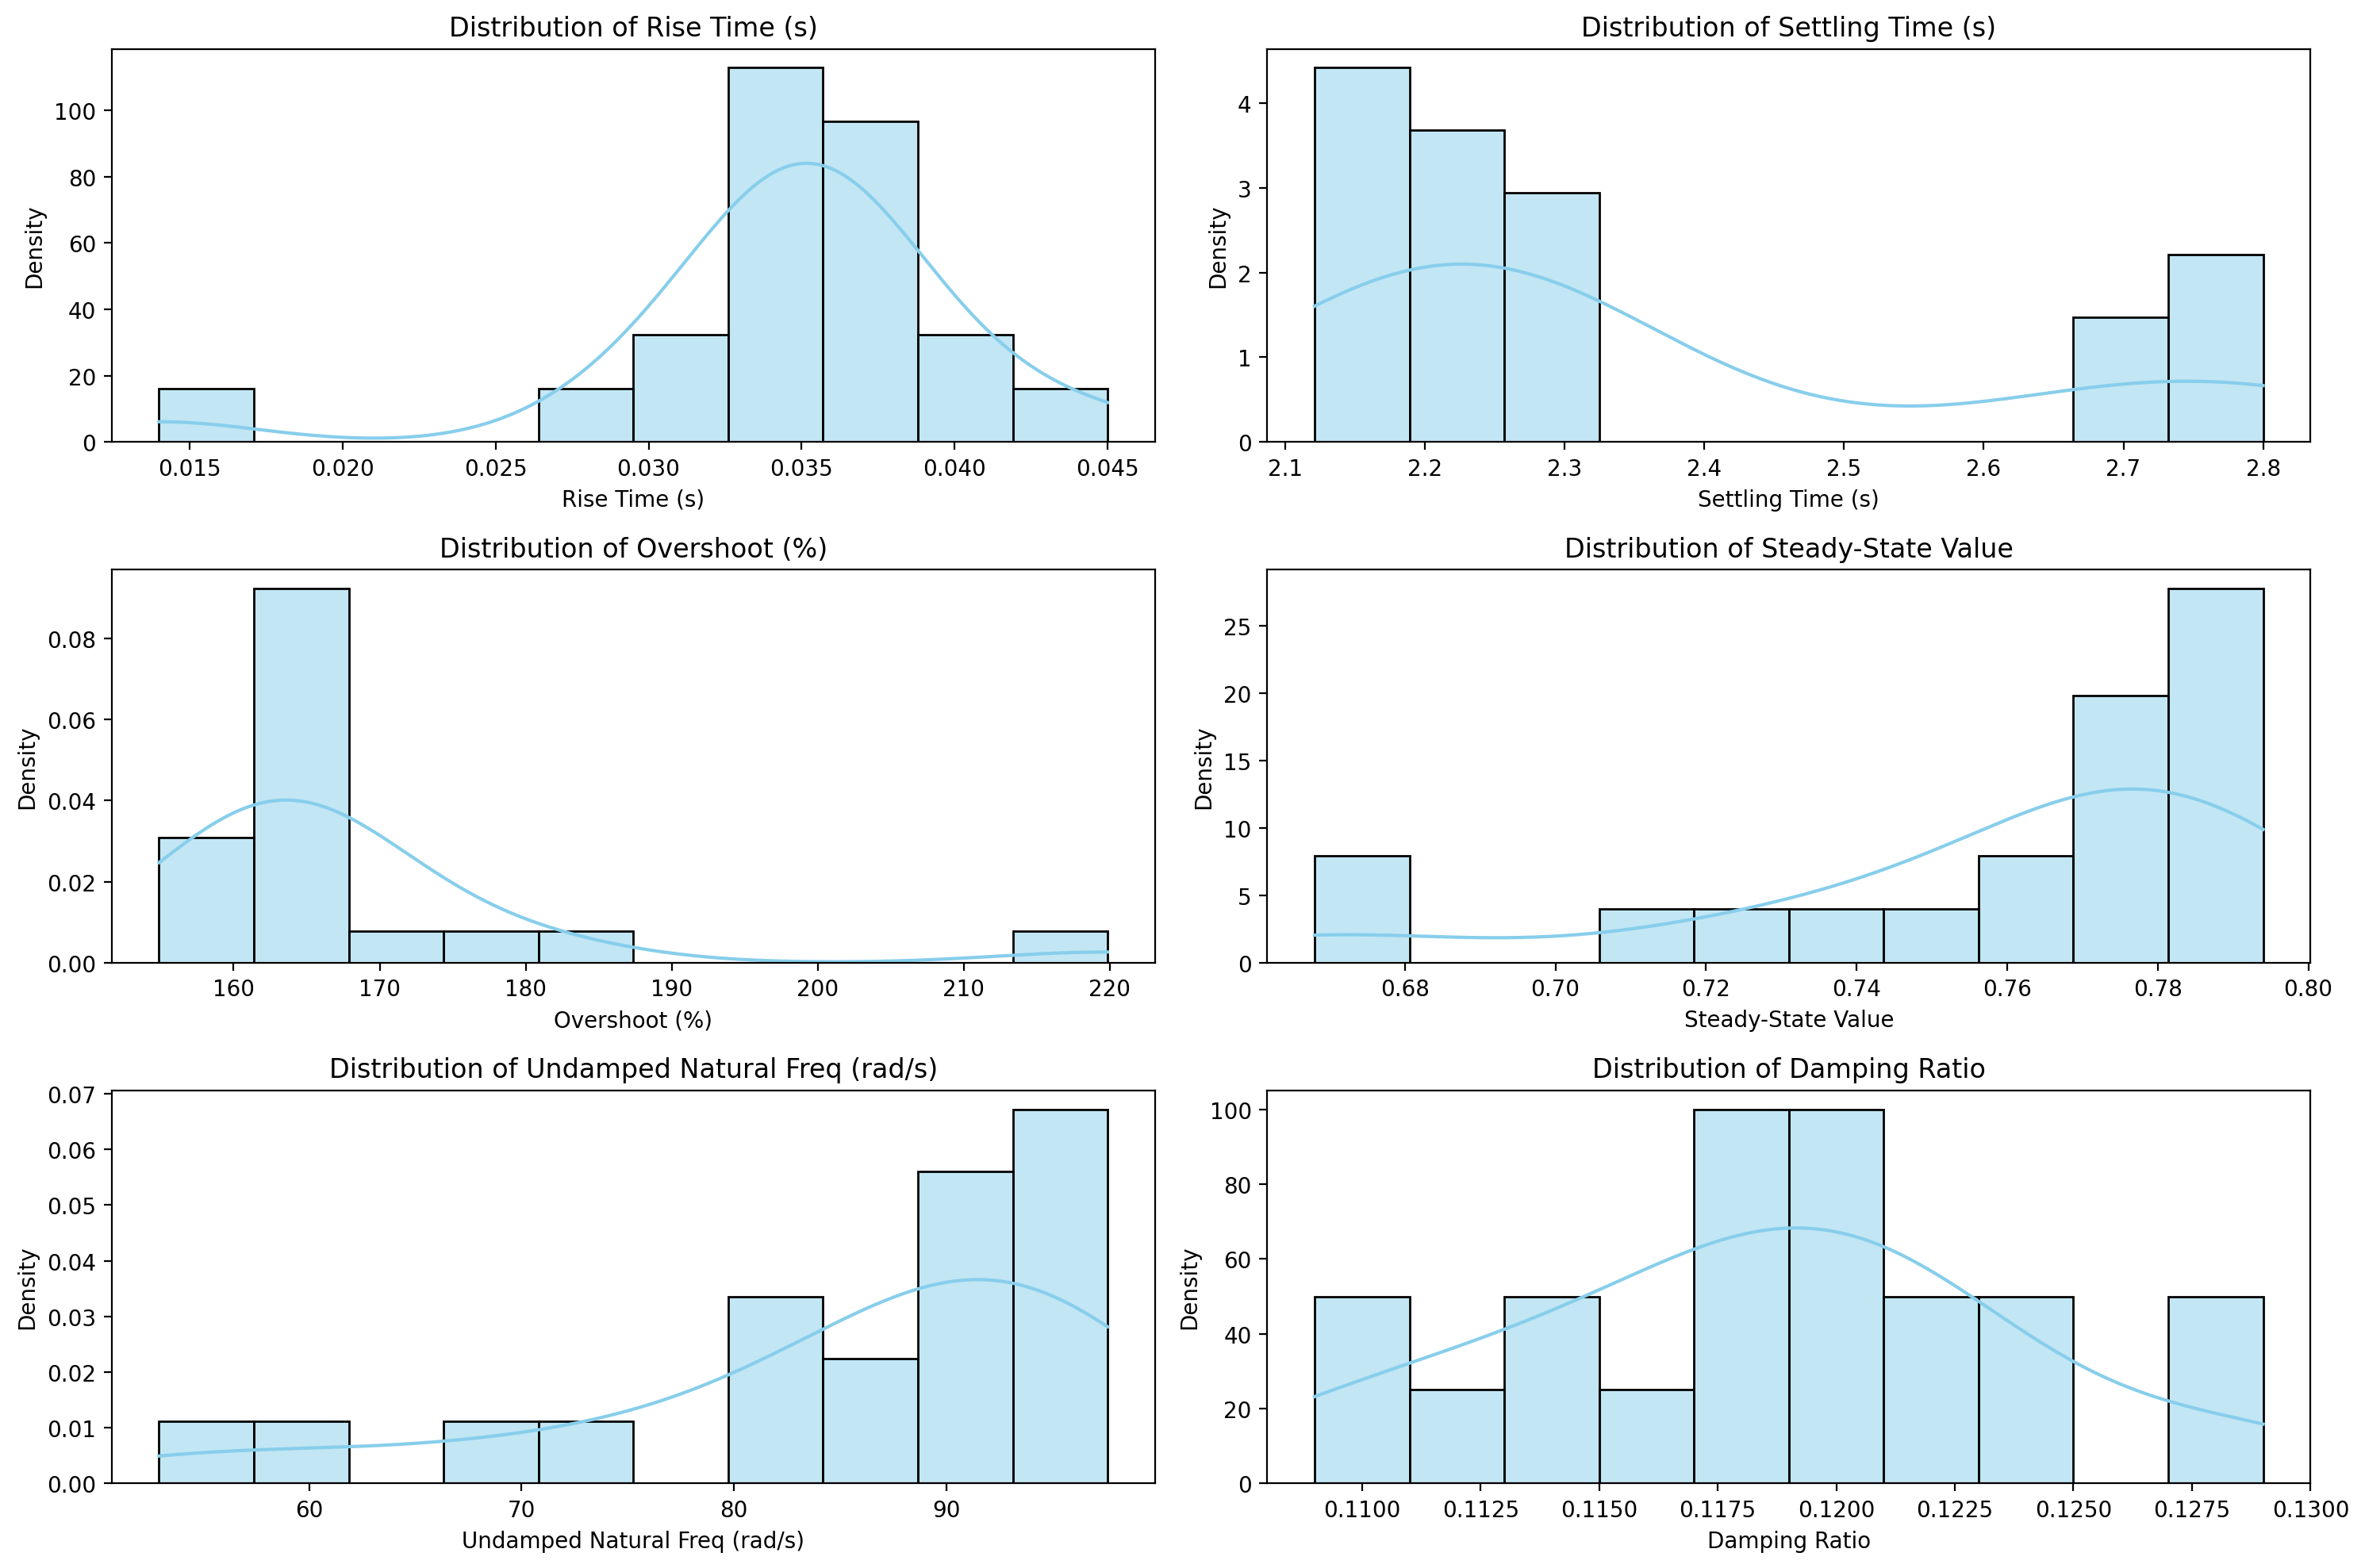 Distribution of Rise Time (s)
Density
100
80
60
40
20
0
0.015 0.020 0.025 0.030 0.035 0.040 0.045
Rise Time (s)
Distribution of Settling Time (s)
Density
4
3
2
1
0
2.1 2.2 2.3 2.4 2.5 2.6 2.7 2.8
Settling Time (s)
Distribution of Overshoot (%)
Density
0.08
0.06
0.04
0.02
0.00
160 170 180 190 200 210 220
Overshoot (%)
Distribution of Steady-State Value
Density
25
20
15
10
5
0
0.68 0.70 0.72 0.74 0.76 0.78 0.80
Steady-State Value
Distribution of Undamped Natural Freq (rad/s)
Density
0.07
0.06
0.05
0.04
0.03
0.02
0.01
0.00
60 70 80 90
Undamped Natural Freq (rad/s)
Distribution of Damping Ratio
Density
100
80
60
40
20
0
0.1100 0.1125 0.1150 0.1175 0.1200 0.1225 0.1250 0.1275 0.1300
Damping Ratio